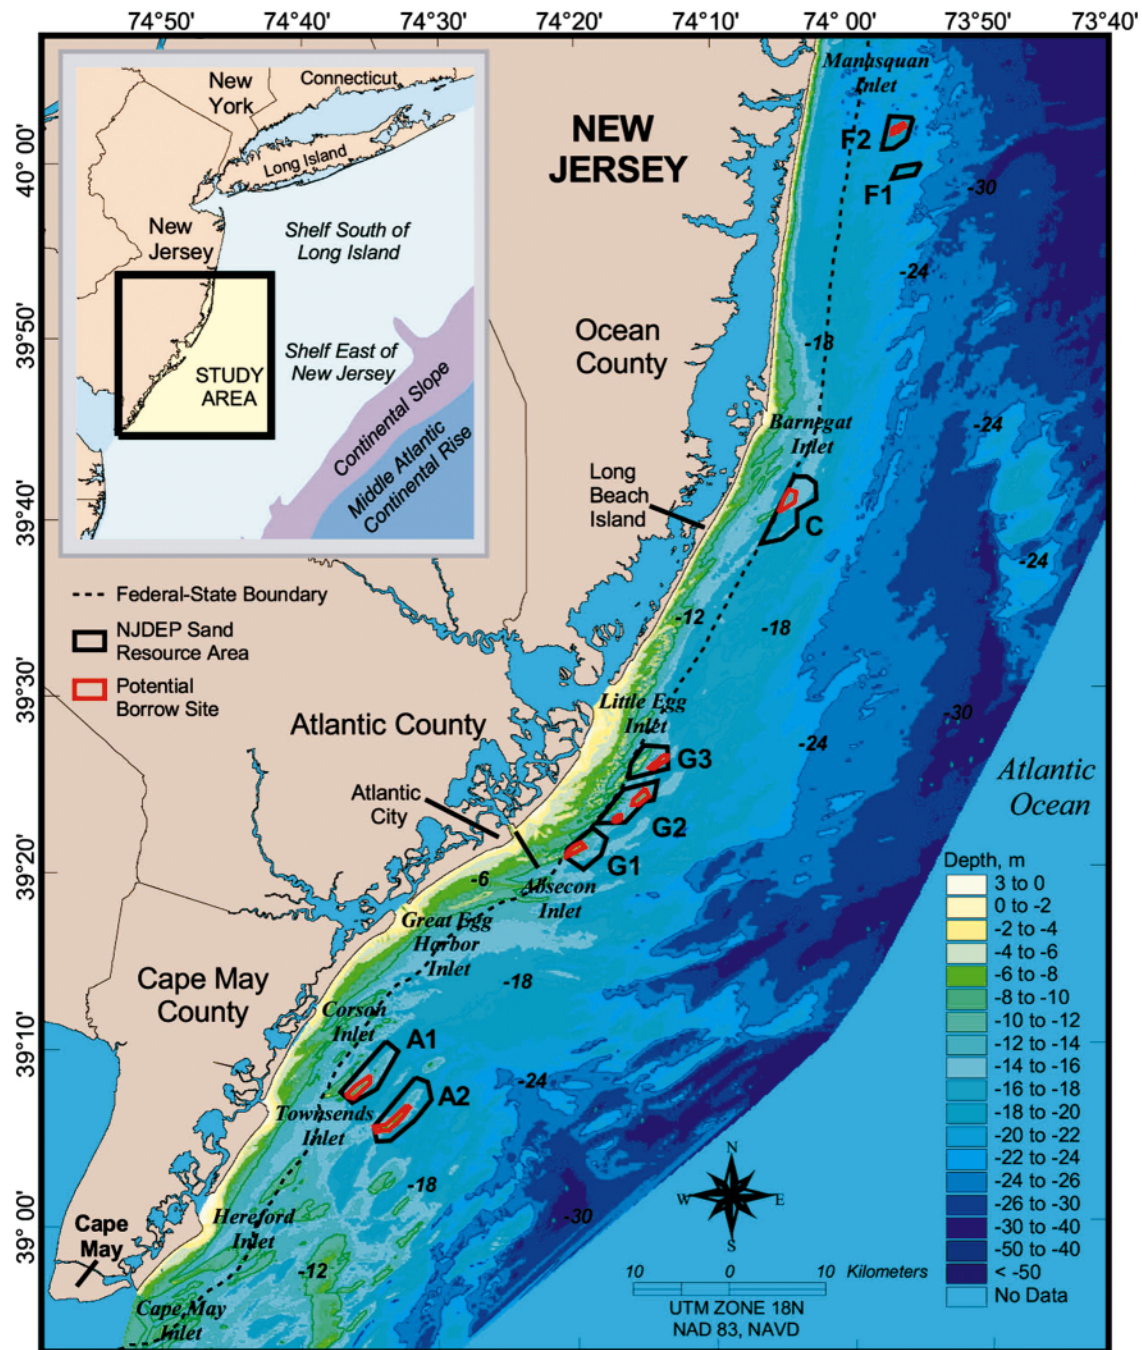 74°50' 74°40' 74°30' 74°20' 74°10' 74° 00' 73°50' 73°40'
40° 00'
39°50'
39°40'
39°30'
39°20'
39°10'
39° 00'
New
York
Connecticut
Long Island
New
Jersey
Shelf South of
Long Island
Shelf East of
New Jersey
STUDY
AREA
Continental Slope
Middle Atlantic
Continental Rise
Federal-State Boundary
NJDEP Sand
Resource Area
Potential
Borrow Site
NEW
JERSEY
Manasquan
Inlet
F2
F1
-30
-24
-18
Ocean
County
Barnegat
Inlet
-24
Long
Beach
Island
C
-24
-12
-18
Little Egg
Inlet
-30
-24
Atlantic County
G3
Atlantic
Ocean
Atlantic
City
G2
G1
-6
Absecon
Inlet
Great Egg
Harbor
Inlet
-18
Cape May
County
Corson
Inlet
A1
-24
A2
Townsends
Inlet
-18
Hereford
Inlet
-30
Cape
May
-12
Cape May
Inlet
Depth, m
3 to 0
0 to -2
-2 to -4
-4 to -6
-6 to -8
-8 to -10
-10 to -12
-12 to -14
-14 to -16
-16 to -18
-18 to -20
-20 to -22
-22 to -24
-24 to -26
-26 to -30
-30 to -40
-50 to -40
< -50
No Data
N
W E
S
10 0 10 Kilometers
UTM ZONE 18N
NAD 83, NAVD